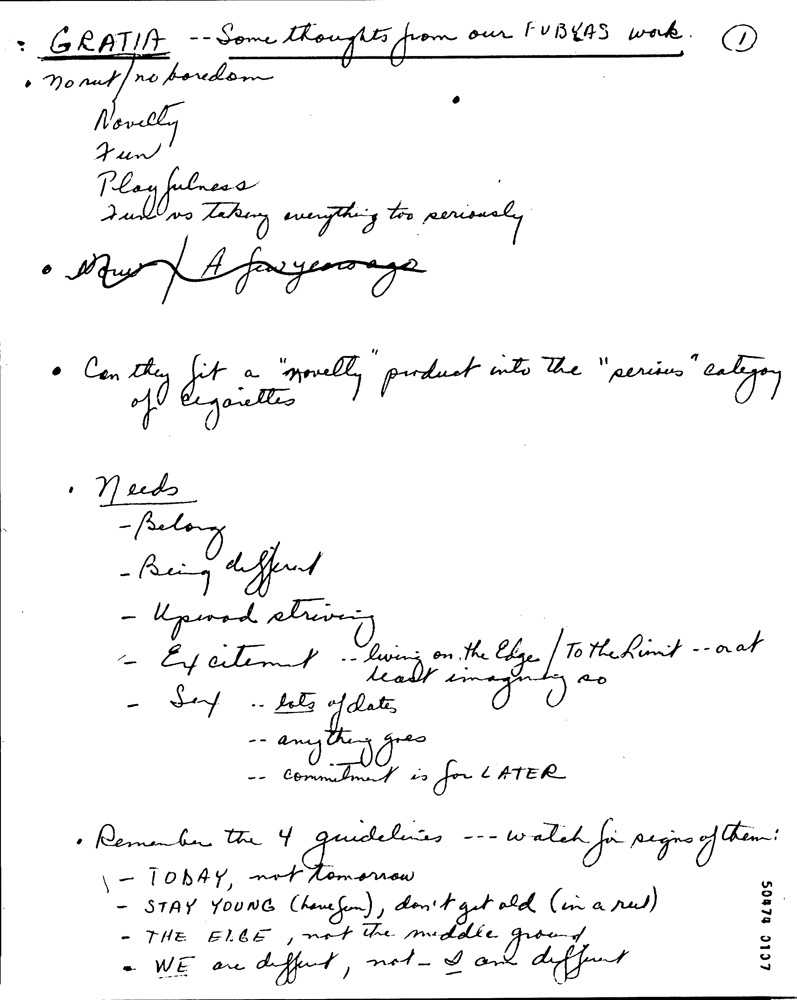 : GRATIA -- Some thoughts from our FUBYAS work. 1
• no rut/no boredom
Novelty
Fun
Playfulness
Fun vs taking everything too seriously
• / A few years ago
• Can they fit a "novelty" product into the "serious" category
of cigarettes
• Needs
- Belong
- Being different
- Upward striving
- Excitement -- living on the Edge / To the Limit -- or at
least imagining so
- Sex -- lots of dates
-- anything goes
-- commitment is for LATER
• Remember the 4 guidelines --- watch for signs of them:
- TODAY, not tomorrow
- STAY YOUNG (have fun), don't get old (in a rut)
- THE EDGE, not the middle ground
- WE are different, not - I am different
50474 0107